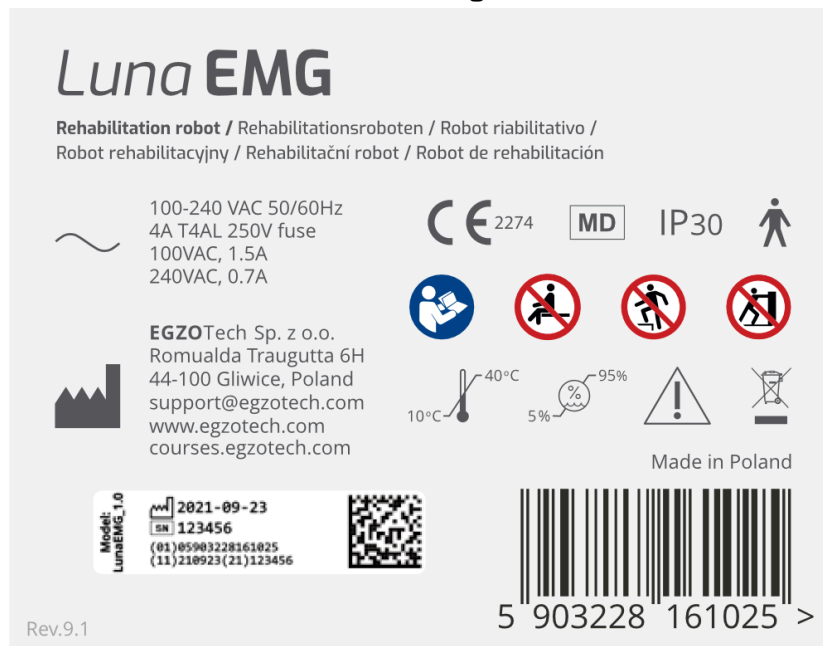 Luna EMG
Rehabilitation robot / Rehabilitationsroboten / Robot riabilitativo /
Robot rehabilitacyjny / Rehabilitační robot / Robot de rehabilitación
100-240 VAC 50/60Hz
4A T4AL 250V fuse
100VAC, 1.5A
240VAC, 0.7A
CE 2274
MD
IP30
EGZOTech Sp. z o.o.
Romualda Traugutta 6H
44-100 Gliwice, Poland
support@egzotech.com
www.egzotech.com
courses.egzotech.com
10°C
40°C
5%
%
95%
Made in Poland
Model:
LunaEMG_1.0
2021-09-23
SN 123456
(01)05903228161025
(11)210923(21)123456
5 903228 161025 >
Rev.9.1